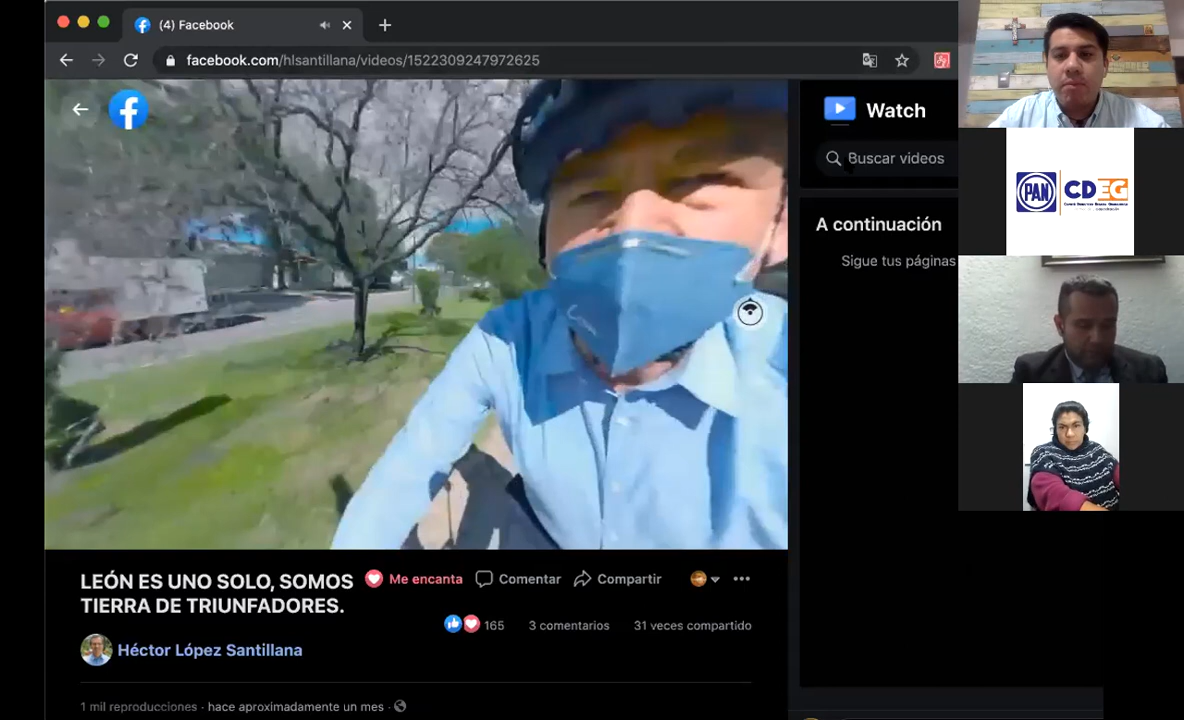 (4) Facebook
facebook.com/hlsantillana/videos/1522309247972625
Watch
Buscar videos
A continuación
Sigue tus páginas
PAN
CDEG
LEÓN ES UNO SOLO, SOMOS
TIERRA DE TRIUNFADORES.
Me encanta
Comentar
Compartir
165
3 comentarios
31 veces compartido
Héctor López Santillana
1 mil reproducciones · hace aproximadamente un mes ·